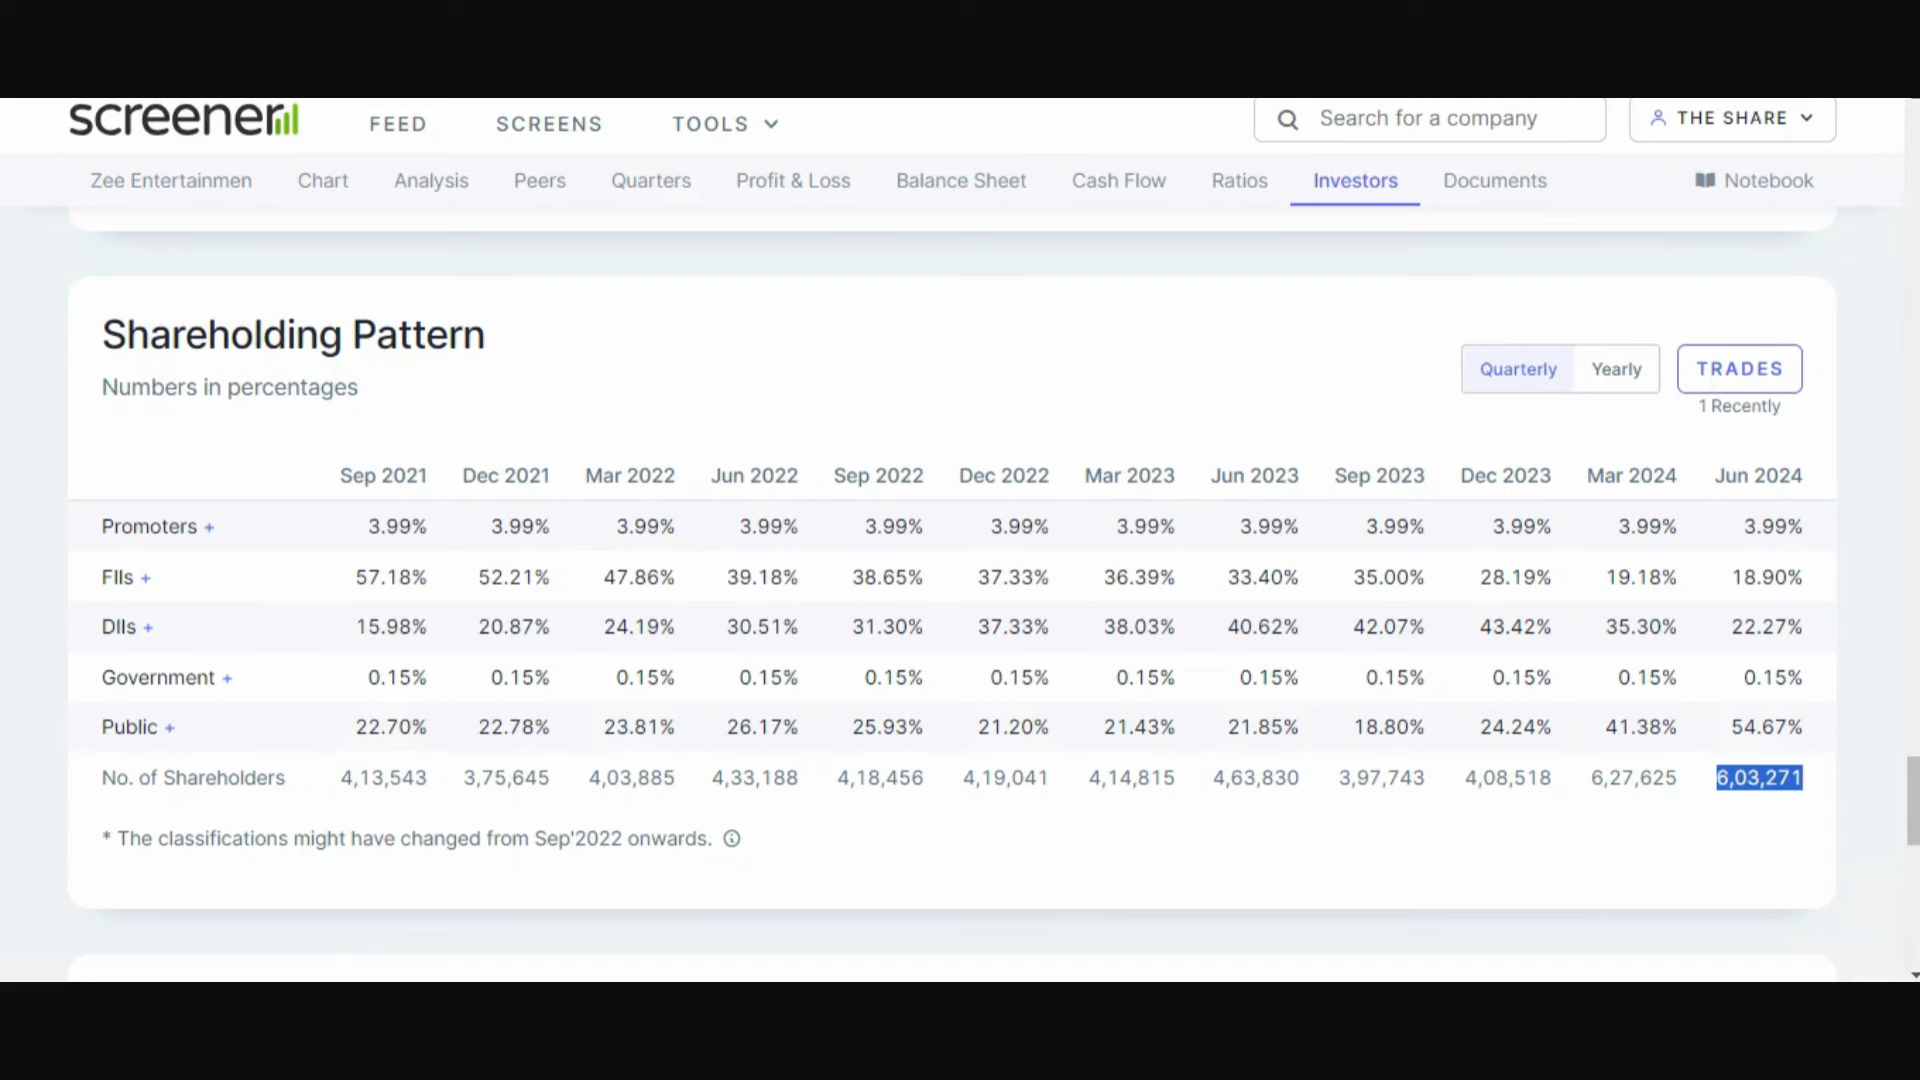 screener
FEED SCREENS TOOLS Search for a company THE SHARE
Zee Entertainmen Chart Analysis Peers Quarters Profit & Loss Balance Sheet Cash Flow Ratios Investors Documents Notebook
Shareholding Pattern
Numbers in percentages
Quarterly Yearly TRADES
1 Recently
Sep 2021 Dec 2021 Mar 2022 Jun 2022 Sep 2022 Dec 2022 Mar 2023 Jun 2023 Sep 2023 Dec 2023 Mar 2024 Jun 2024
Promoters + 3.99% 3.99% 3.99% 3.99% 3.99% 3.99% 3.99% 3.99% 3.99% 3.99% 3.99% 3.99%
FIIs + 57.18% 52.21% 47.86% 39.18% 38.65% 37.33% 36.39% 33.40% 35.00% 28.19% 19.18% 18.90%
DIIs + 15.98% 20.87% 24.19% 30.51% 31.30% 37.33% 38.03% 40.62% 42.07% 43.42% 35.30% 22.27%
Government + 0.15% 0.15% 0.15% 0.15% 0.15% 0.15% 0.15% 0.15% 0.15% 0.15% 0.15% 0.15%
Public + 22.70% 22.78% 23.81% 26.17% 25.93% 21.20% 21.43% 21.85% 18.80% 24.24% 41.38% 54.67%
No. of Shareholders 4,13,543 3,75,645 4,03,885 4,33,188 4,18,456 4,19,041 4,14,815 4,63,830 3,97,743 4,08,518 6,27,625 6,03,271
* The classifications might have changed from Sep'2022 onwards.